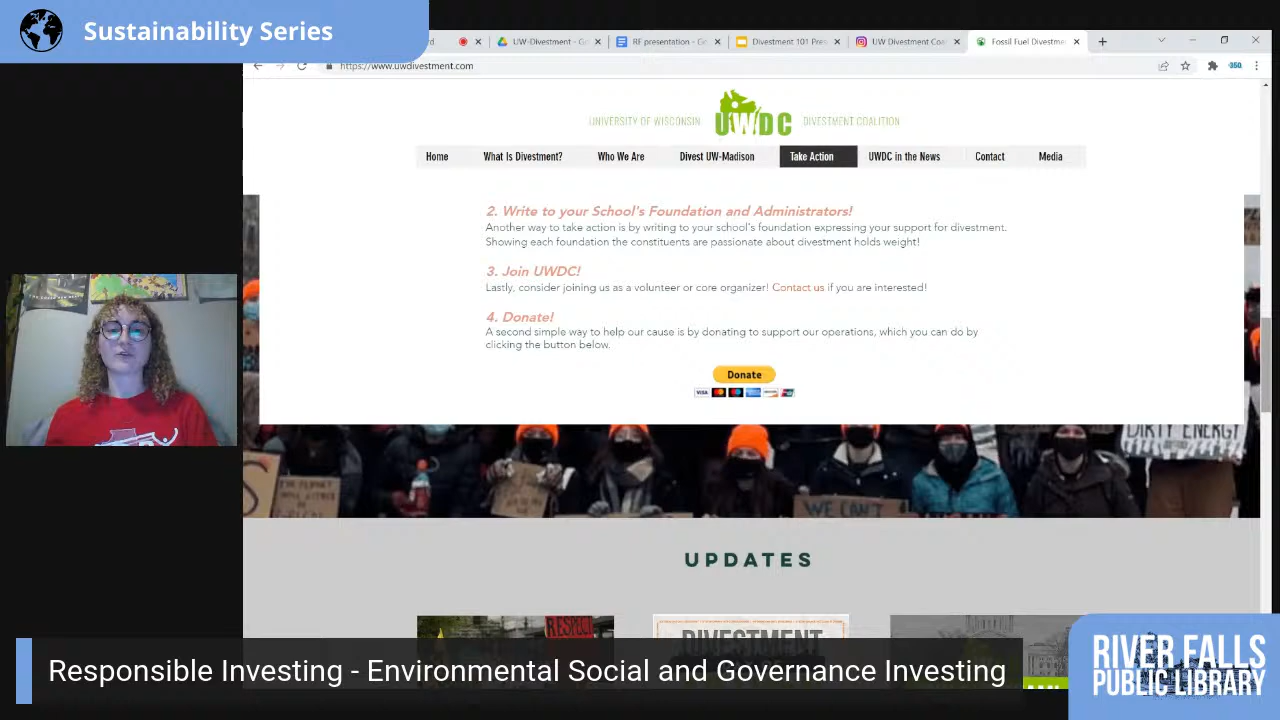 Sustainability Series
UW-Divestment - G
RF presentation - G
Divestment 101 Pres
UW Divestment Coa
Fossil Fuel Divestme
https://www.uwdivestment.com
UNIVERSITY OF WISCONSIN UWDC DIVESTMENT COALITION
Home What Is Divestment? Who We Are Divest UW-Madison Take Action UWDC in the News Contact Media
2. Write to your School's Foundation and Administrators!
Another way to take action is by writing to your school's foundation expressing your support for divestment.
Showing each foundation the constituents are passionate about divestment holds weight!
3. Join UWDC!
Lastly, consider joining us as a volunteer or core organizer! Contact us if you are interested!
4. Donate!
A second simple way to help our cause is by donating to support our operations, which you can do by
clicking the button below.
Donate
VISA
DIRTY ENERGY
WE CAN'T
UPDATES
RESPECT
DIVESTMENT
Responsible Investing - Environmental Social and Governance Investing
RIVER FALLS
PUBLIC LIBRARY